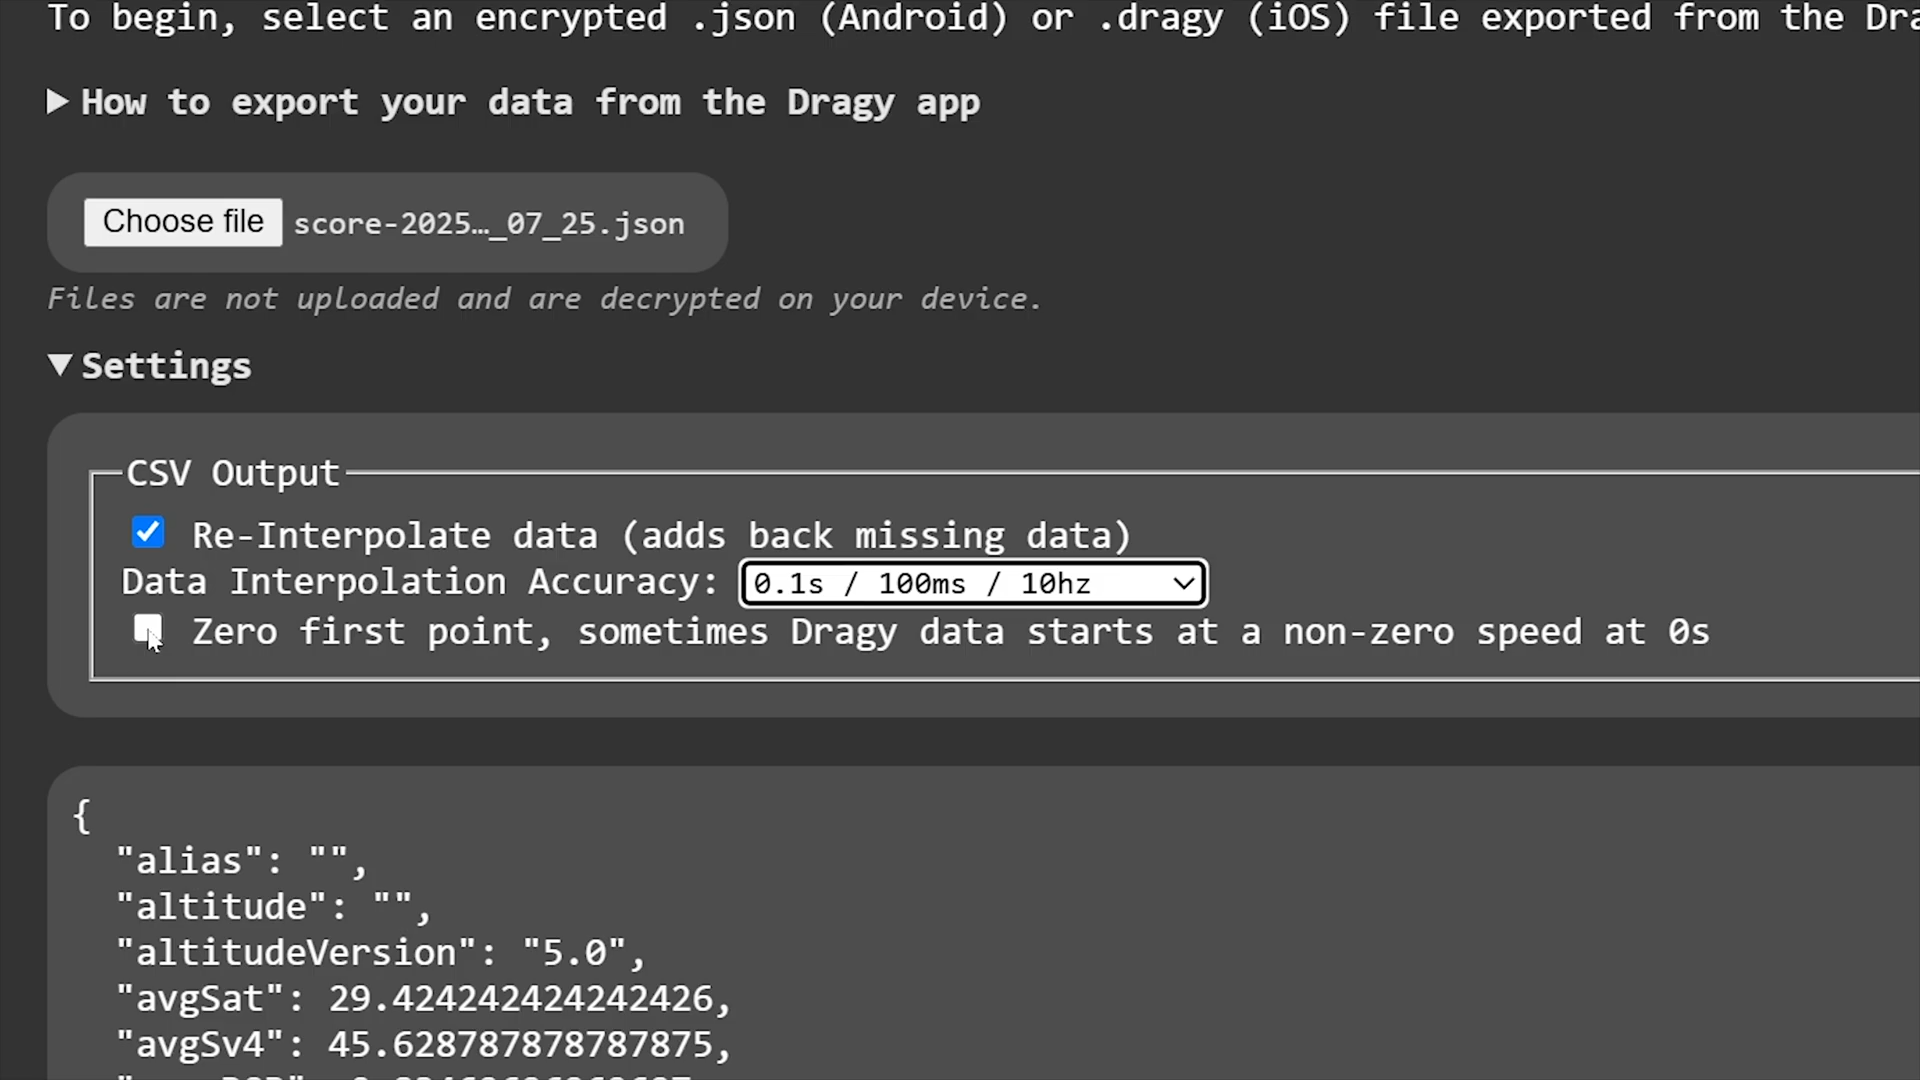 To begin, select an encrypted .json (Android) or .dragy (iOS) file exported from the
How to export your data from the Dragy app
Choose file score-2025…_07_25.json
Files are not uploaded and are decrypted on your device.
Settings
CSV Output
Re-Interpolate data (adds back missing data)
Data Interpolation Accuracy: 0.1s / 100ms / 10hz
Zero first point, sometimes Dragy data starts at a non-zero speed at 0s
{
"alias": "",
"altitude": "",
"altitudeVersion": "5.0",
"avgSat": 29.424242424242426,
"avgSv4": 45.628787878787875,